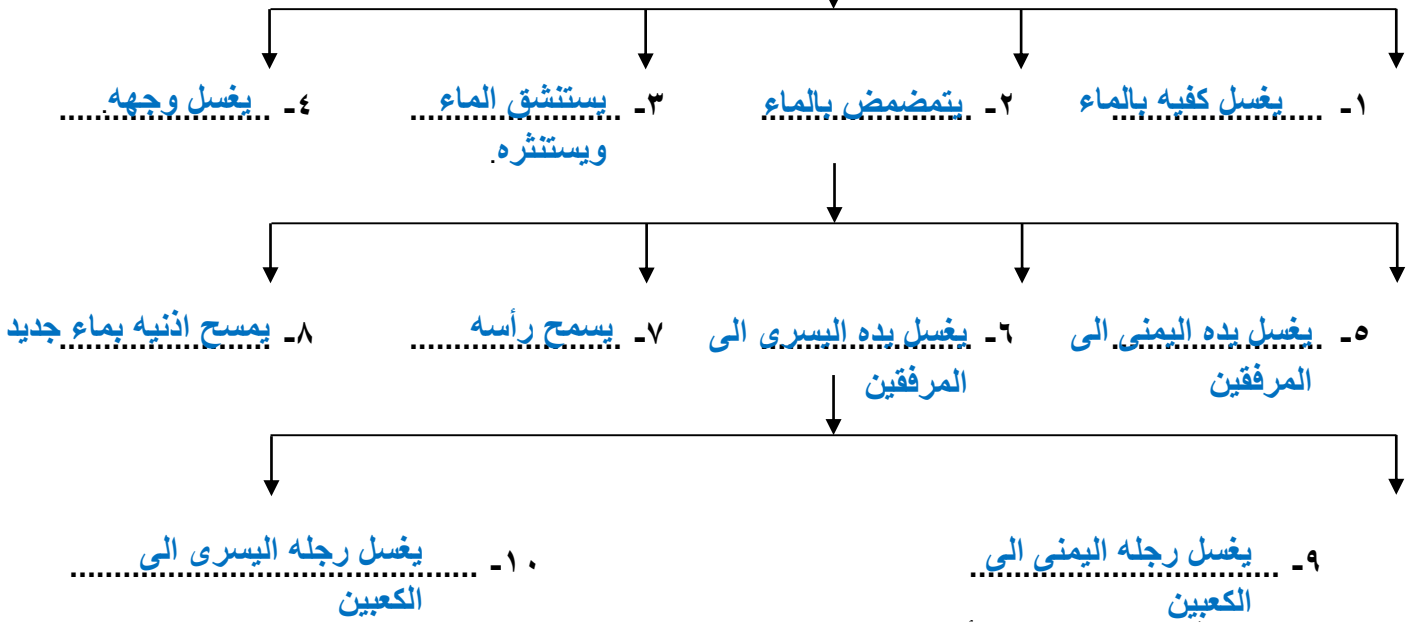 ١- يغسل كفيه بالماء ٢- يتمضمض بالماء ٣- يستنشق الماء ٤- يغسل وجهه.
ويستنثره.
٥- يغسل يده اليمنى الى ٦- يغسل يده اليسرى الى ٧- يسمح رأسه ٨- يمسح اذنيه بماء جديد
المرفقين المرفقين
٩- يغسل رجله اليمنى الى ١٠- يغسل رجله اليسرى الى
الكعبين الكعبين